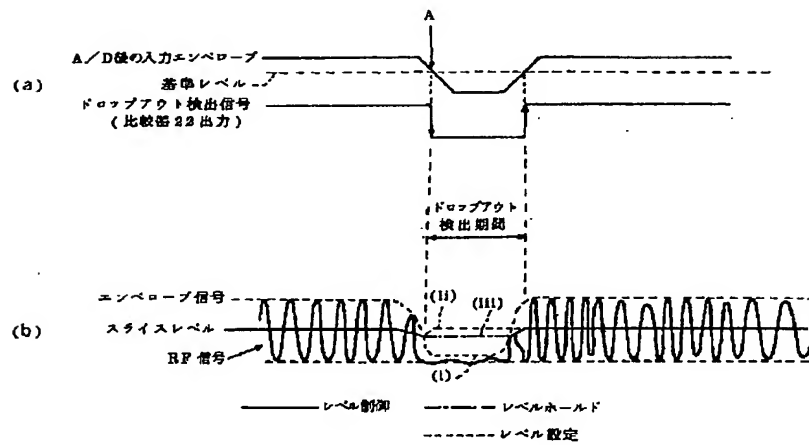 A
A/D後の入力エンベロープ
(a)
基準レベル
ドロップアウト検出信号
(比較器22出力)
ドロップアウト
検出期間
エンベロープ信号
(ii)
(iii)
(b)
スライスレベル
RF信号
(i)
レベル制御
レベルホールド
レベル設定